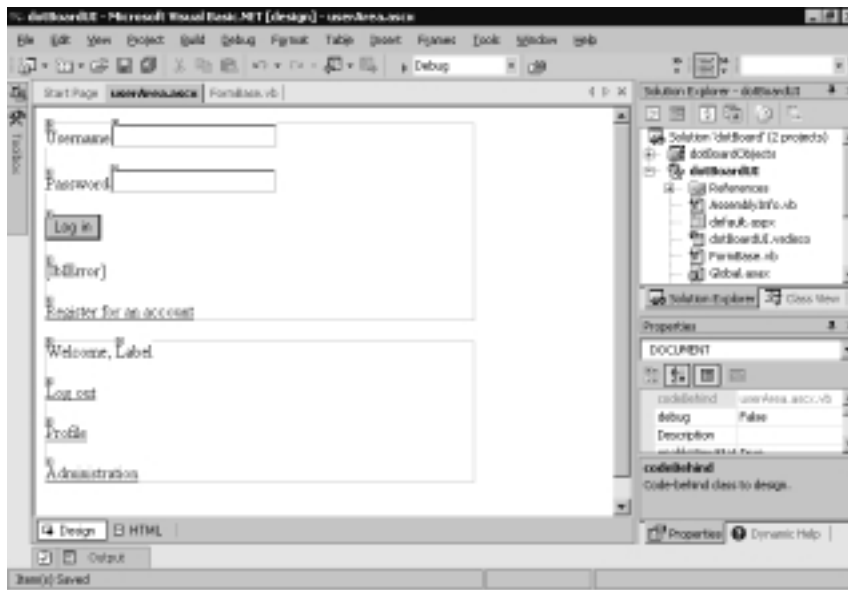 dotBoardUI - Microsoft Visual Basic.NET [design] - userArea.ascx
File Edit View Project Build Debug Format Table Insert Frames Tools Window Help
Debug
Start Page userArea.ascx FormBase.vb
Solution Explorer - dotBoardUI
Toolbox
Username
Password
Log in
[lblError]
Register for an account
Welcome, Label
Log out
Profile
Administration
Solution 'dotBoard' (2 projects)
dotBoardObjects
dotBoardUI
References
AssemblyInfo.vb
default.aspx
dotBoardUI.vsdisco
FormBase.vb
Global.asax
Solution Explorer Class View
Properties
DOCUMENT
codeBehind userArea.ascx.vb
debug False
Description
True
codeBehind
Code-behind class to design.
Properties Dynamic Help
Design HTML
Output
Item(s) Saved